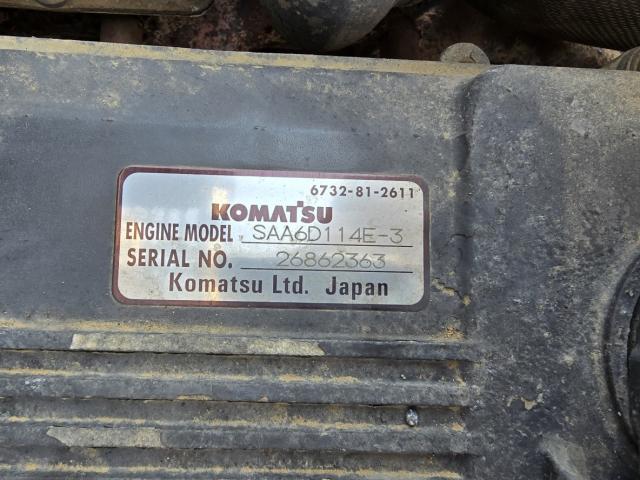 6732-81-2611
KOMATSU
ENGINE MODEL SAA6D114E-3
SERIAL NO. 26862363
Komatsu Ltd. Japan